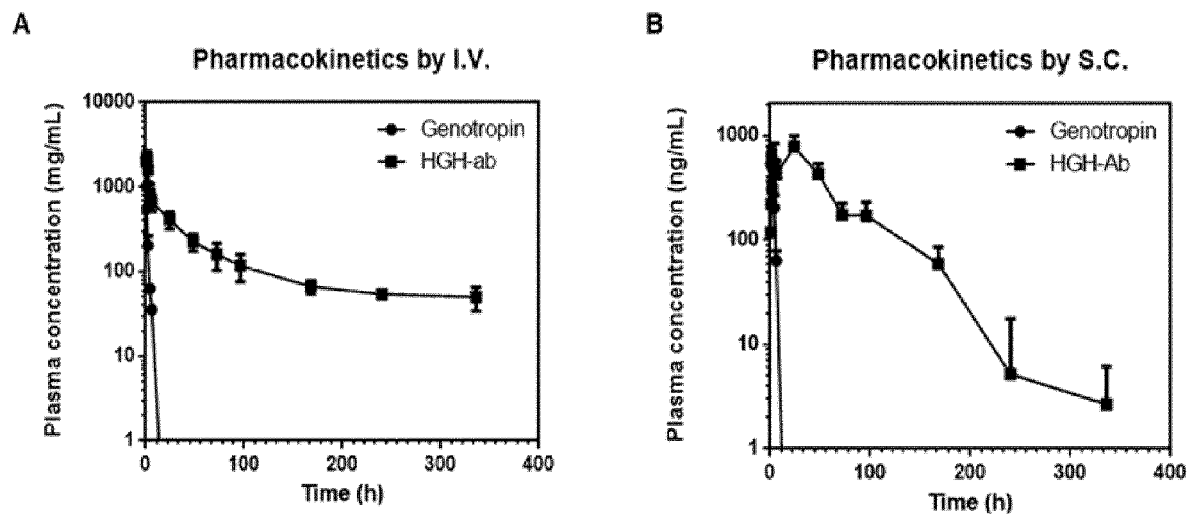 A
Pharmacokinetics by I.V.
Plasma concentration (mg/mL)
10000
1000
100
10
1
Genotropin
HGH-ab
0 100 200 300 400
Time (h)
B
Pharmacokinetics by S.C.
Plasma concentration (ng/mL)
1000
100
10
1
Genotropin
HGH-Ab
0 100 200 300 400
Time (h)